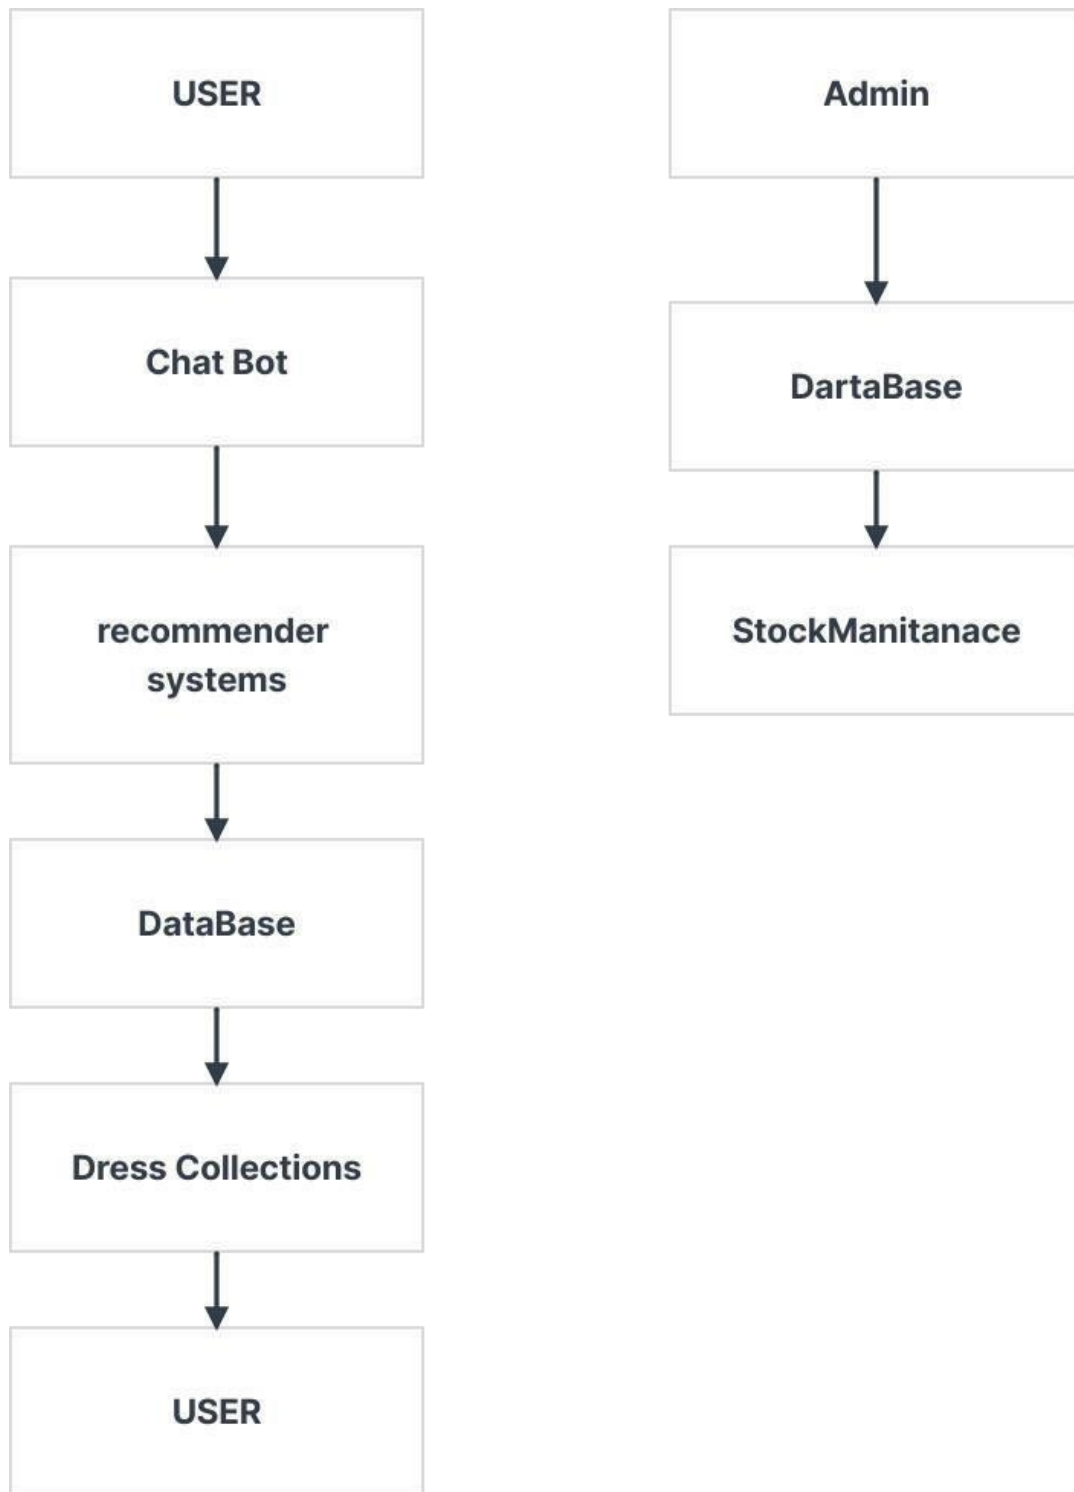 USER
Chat Bot
recommender
systems
DataBase
Dress Collections
USER
Admin
DartaBase
StockManitanace